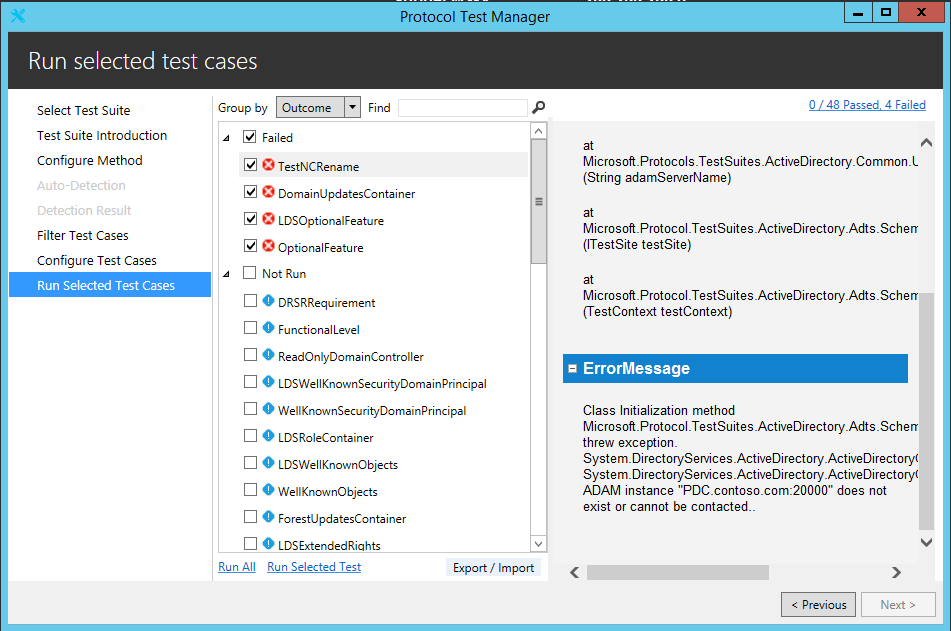 Protocol Test Manager
Run selected test cases
Select Test Suite
Test Suite Introduction
Configure Method
Auto-Detection
Detection Result
Filter Test Cases
Configure Test Cases
Run Selected Test Cases
Group by Outcome Find
0 / 48 Passed, 4 Failed
Failed
TestNCRename
DomainUpdatesContainer
LDSOptionalFeature
OptionalFeature
Not Run
DRSRRequirement
FunctionalLevel
ReadOnlyDomainController
LDSWellKnownSecurityDomainPrincipal
WellKnownSecurityDomainPrincipal
LDSRoleContainer
LDSWellKnownObjects
WellKnownObjects
ForestUpdatesContainer
LDSExtendedRights
Run All Run Selected Test Export / Import
at
Microsoft.Protocols.TestSuites.ActiveDirectory.Common.U
(String adamServerName)
at
Microsoft.Protocol.TestSuites.ActiveDirectory.Adts.Schem
(ITestSite testSite)
at
Microsoft.Protocol.TestSuites.ActiveDirectory.Adts.Schem
(TestContext testContext)
ErrorMessage
Class Initialization method
Microsoft.Protocol.TestSuites.ActiveDirectory.Adts.Schem
threw exception.
System.DirectoryServices.ActiveDirectory.ActiveDirectory
System.DirectoryServices.ActiveDirectory.ActiveDirectory
ADAM instance "PDC.contoso.com:20000" does not
exist or cannot be contacted..
< Previous
Next >